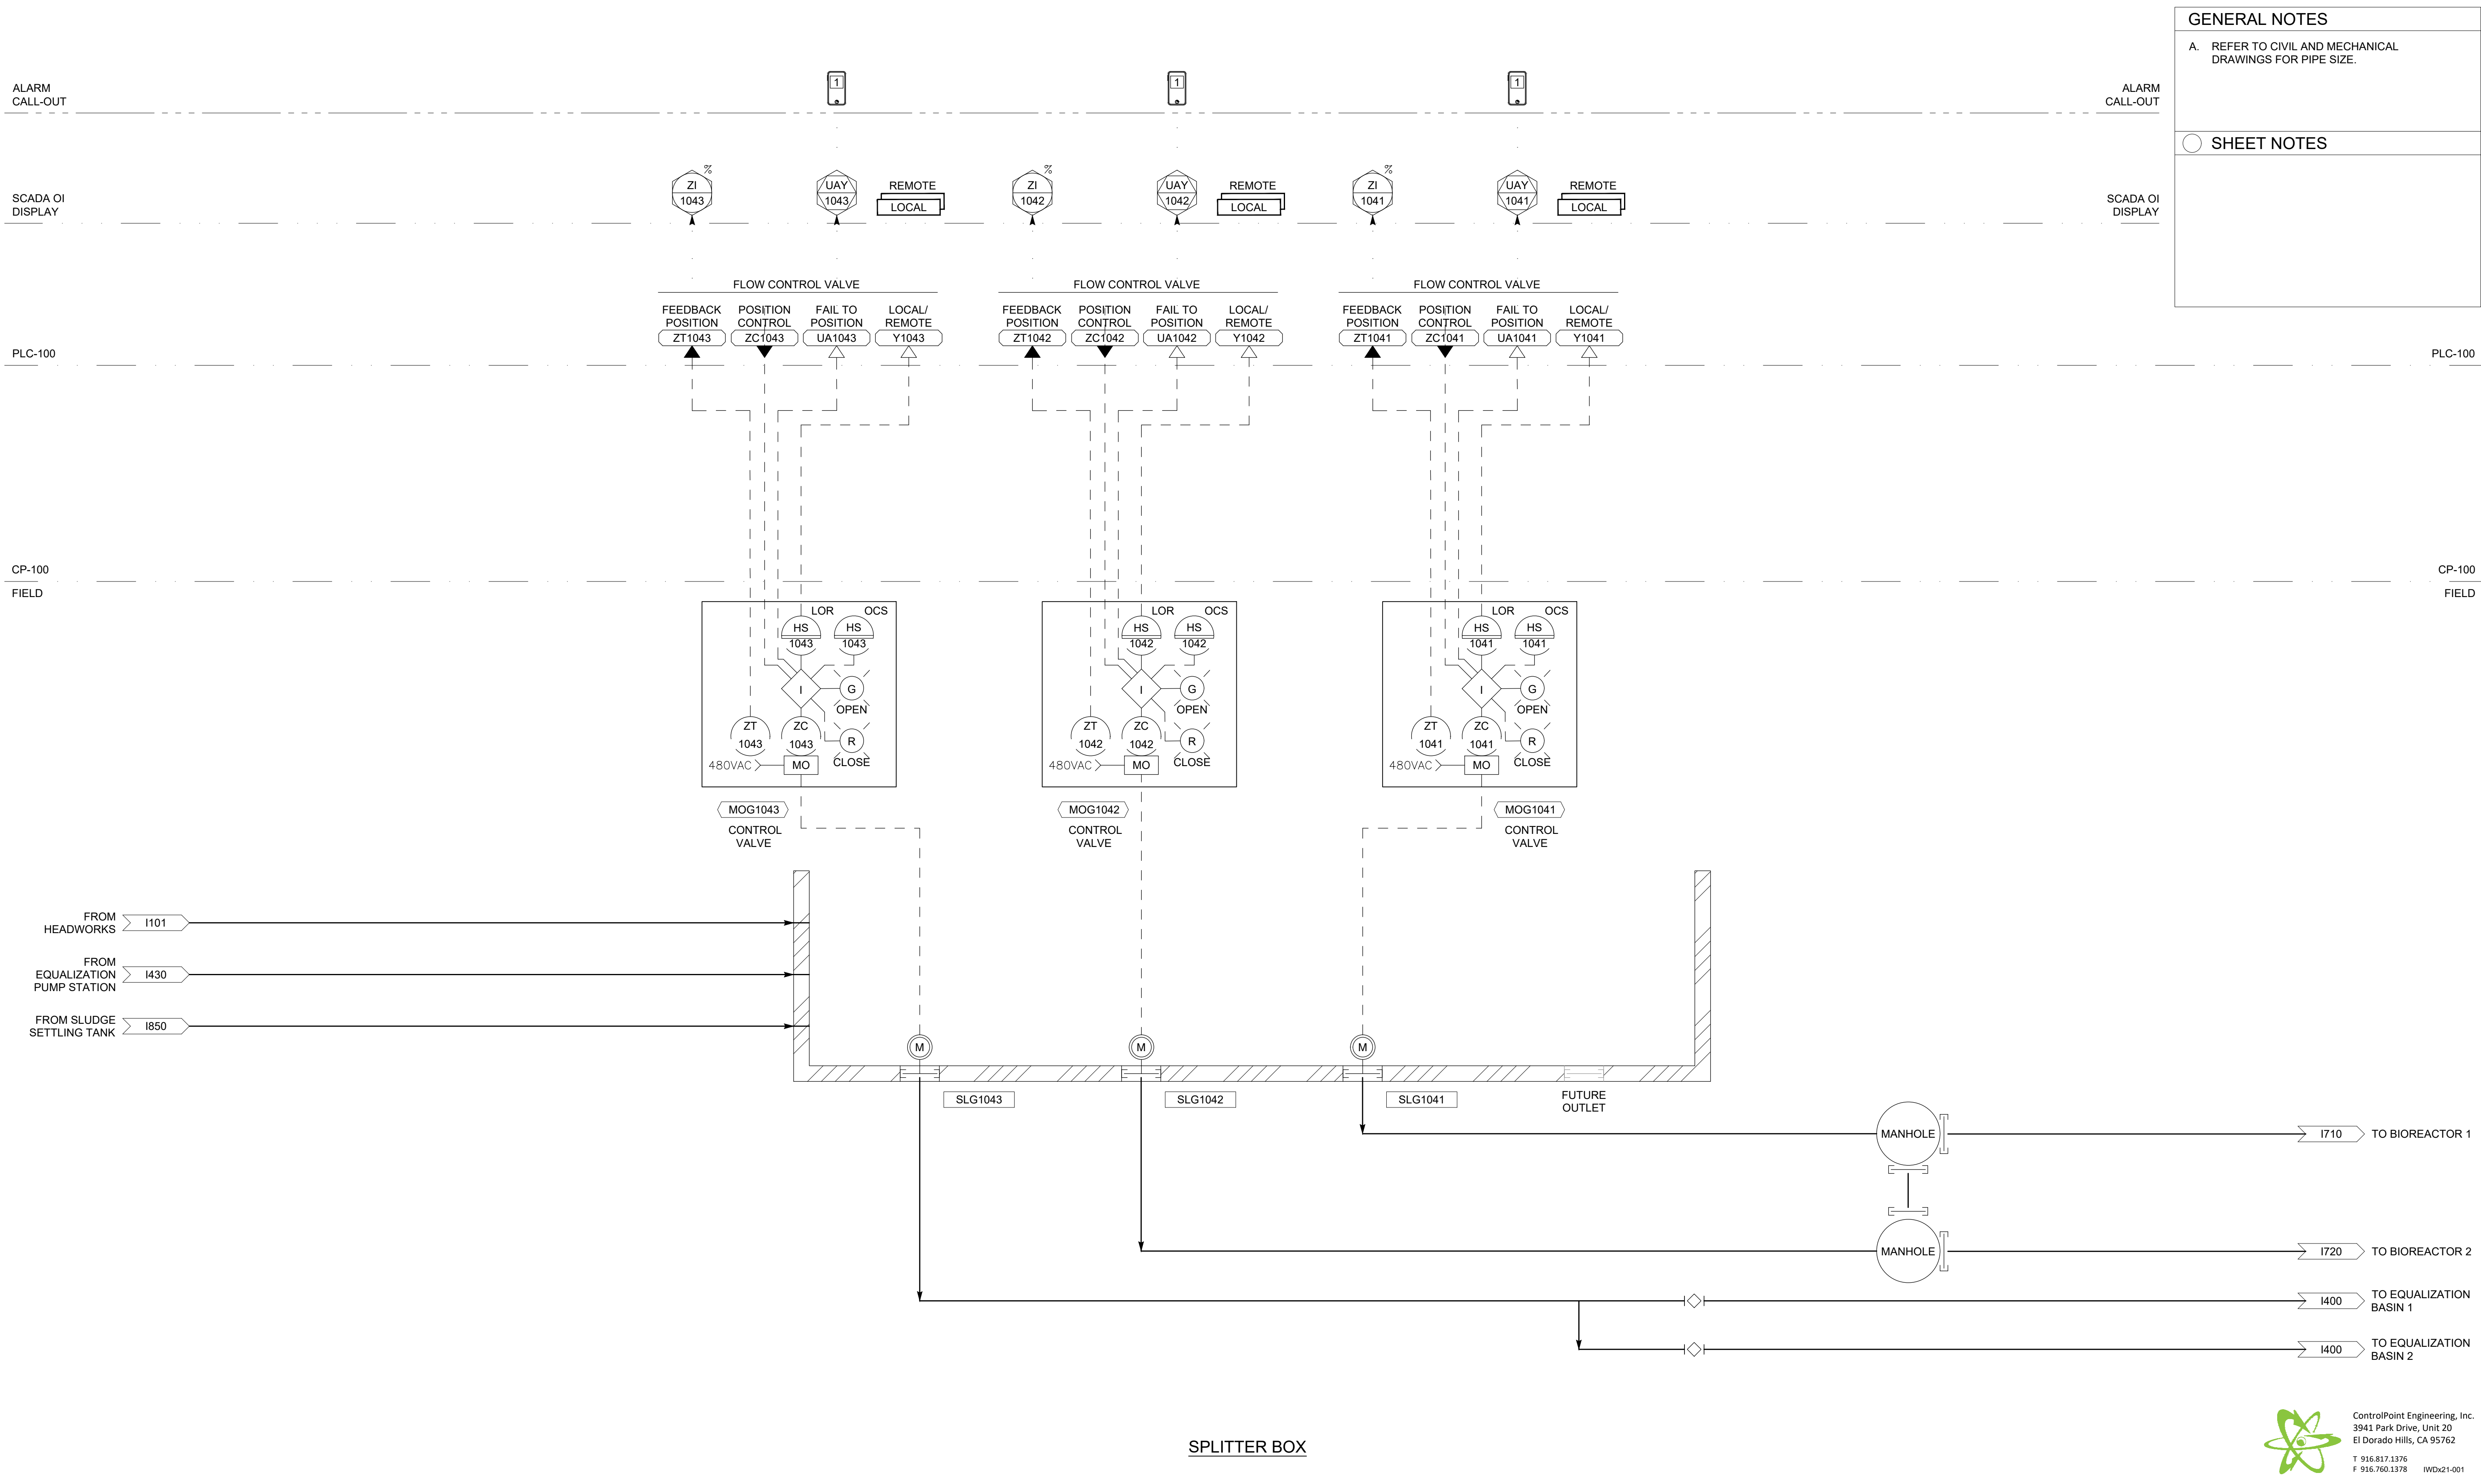 GENERAL NOTES
A. REFER TO CIVIL AND MECHANICAL
DRAWINGS FOR PIPE SIZE.
SHEET NOTES
ALARM
CALL-OUT
1
1
1
ALARM
CALL-OUT
SCADA OI
DISPLAY
%
ZI
1043
UAY
1043
REMOTE
LOCAL
%
ZI
1042
UAY
1042
REMOTE
LOCAL
%
ZI
1041
UAY
1041
REMOTE
LOCAL
SCADA OI
DISPLAY
FLOW CONTROL VALVE
FEEDBACK
POSITION
ZT1043
POSITION
CONTROL
ZC1043
FAIL TO
POSITION
UA1043
LOCAL/
REMOTE
Y1043
FLOW CONTROL VALVE
FEEDBACK
POSITION
ZT1042
POSITION
CONTROL
ZC1042
FAIL TO
POSITION
UA1042
LOCAL/
REMOTE
Y1042
FLOW CONTROL VALVE
FEEDBACK
POSITION
ZT1041
POSITION
CONTROL
ZC1041
FAIL TO
POSITION
UA1041
LOCAL/
REMOTE
Y1041
PLC-100
PLC-100
CP-100
FIELD
CP-100
FIELD
LOR
OCS
HS
1043
HS
1043
I
G
OPEN
ZT
1043
ZC
1043
R
CLOSE
480VAC
MO
MOG1043
CONTROL
VALVE
LOR
OCS
HS
1042
HS
1042
I
G
OPEN
ZT
1042
ZC
1042
R
CLOSE
480VAC
MO
MOG1042
CONTROL
VALVE
LOR
OCS
HS
1041
HS
1041
I
G
OPEN
ZT
1041
ZC
1041
R
CLOSE
480VAC
MO
MOG1041
CONTROL
VALVE
FROM
HEADWORKS
I101
FROM
EQUALIZATION
PUMP STATION
I430
FROM SLUDGE
SETTLING TANK
I850
M
M
M
SLG1043
SLG1042
SLG1041
FUTURE
OUTLET
MANHOLE
I710
TO BIOREACTOR 1
MANHOLE
I720
TO BIOREACTOR 2
I400
TO EQUALIZATION
BASIN 1
I400
TO EQUALIZATION
BASIN 2
SPLITTER BOX
ControlPoint Engineering, Inc.
3941 Park Drive, Unit 20
El Dorado Hills, CA 95762
T 916.817.1376
F 916.760.1378 IWDx21-001